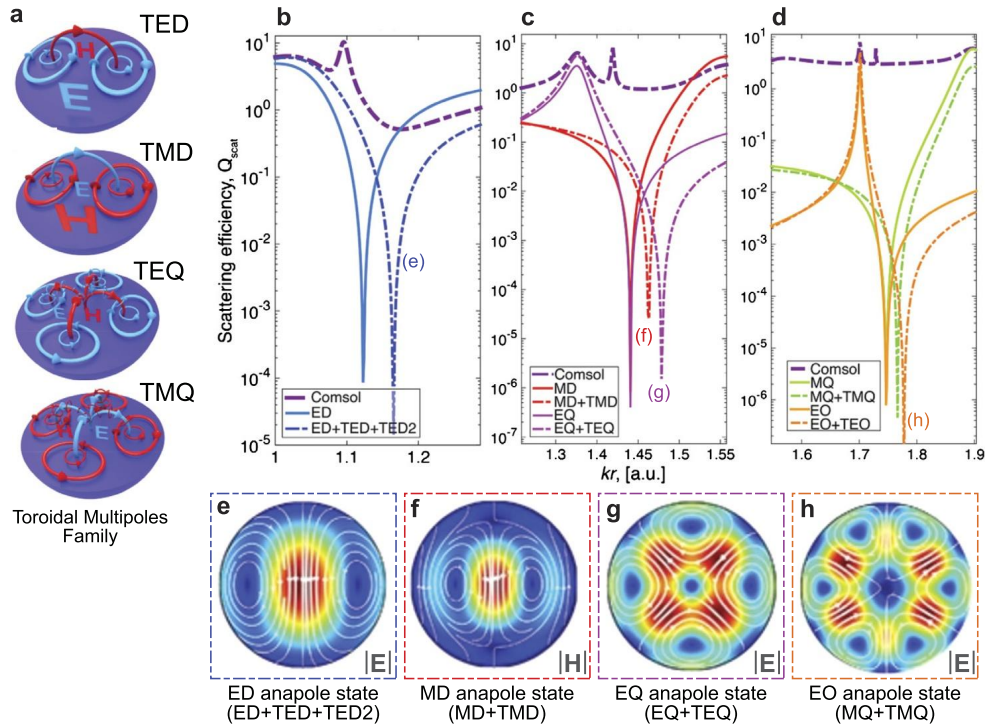 a
TED
H
E
TMD
E
H
TEQ
E
H
TMQ
H
E
Toroidal Multipoles
Family
b
Scattering efficiency, Q_scat
10^1
10^0
10^-1
10^-2
10^-3
10^-4
10^-5
1
1.1
1.2
(e)
Comsol
ED
ED+TED+TED2
c
10^1
10^0
10^-1
10^-2
10^-3
10^-4
10^-5
10^-6
10^-7
1.3
1.35
1.4
1.45
1.5
1.55
kr, [a.u.]
(f)
(g)
Comsol
MD
MD+TMD
EQ
EQ+TEQ
d
10^1
10^0
10^-1
10^-2
10^-3
10^-4
10^-5
10^-6
1.6
1.7
1.8
1.9
(h)
Comsol
MQ
MQ+TMQ
EO
EO+TEO
e
|E|
ED anapole state
(ED+TED+TED2)
f
|H|
MD anapole state
(MD+TMD)
g
|E|
EQ anapole state
(EQ+TEQ)
h
|E|
EO anapole state
(MQ+TMQ)